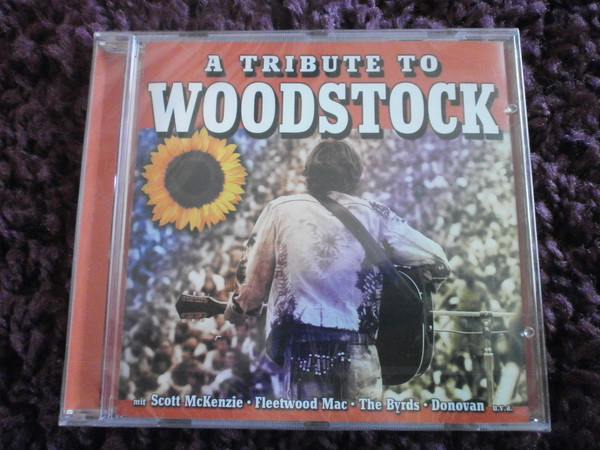 A TRIBUTE TO
WOODSTOCK
mit Scott McKenzie · Fleetwood Mac · The Byrds · Donovan u.v.a.